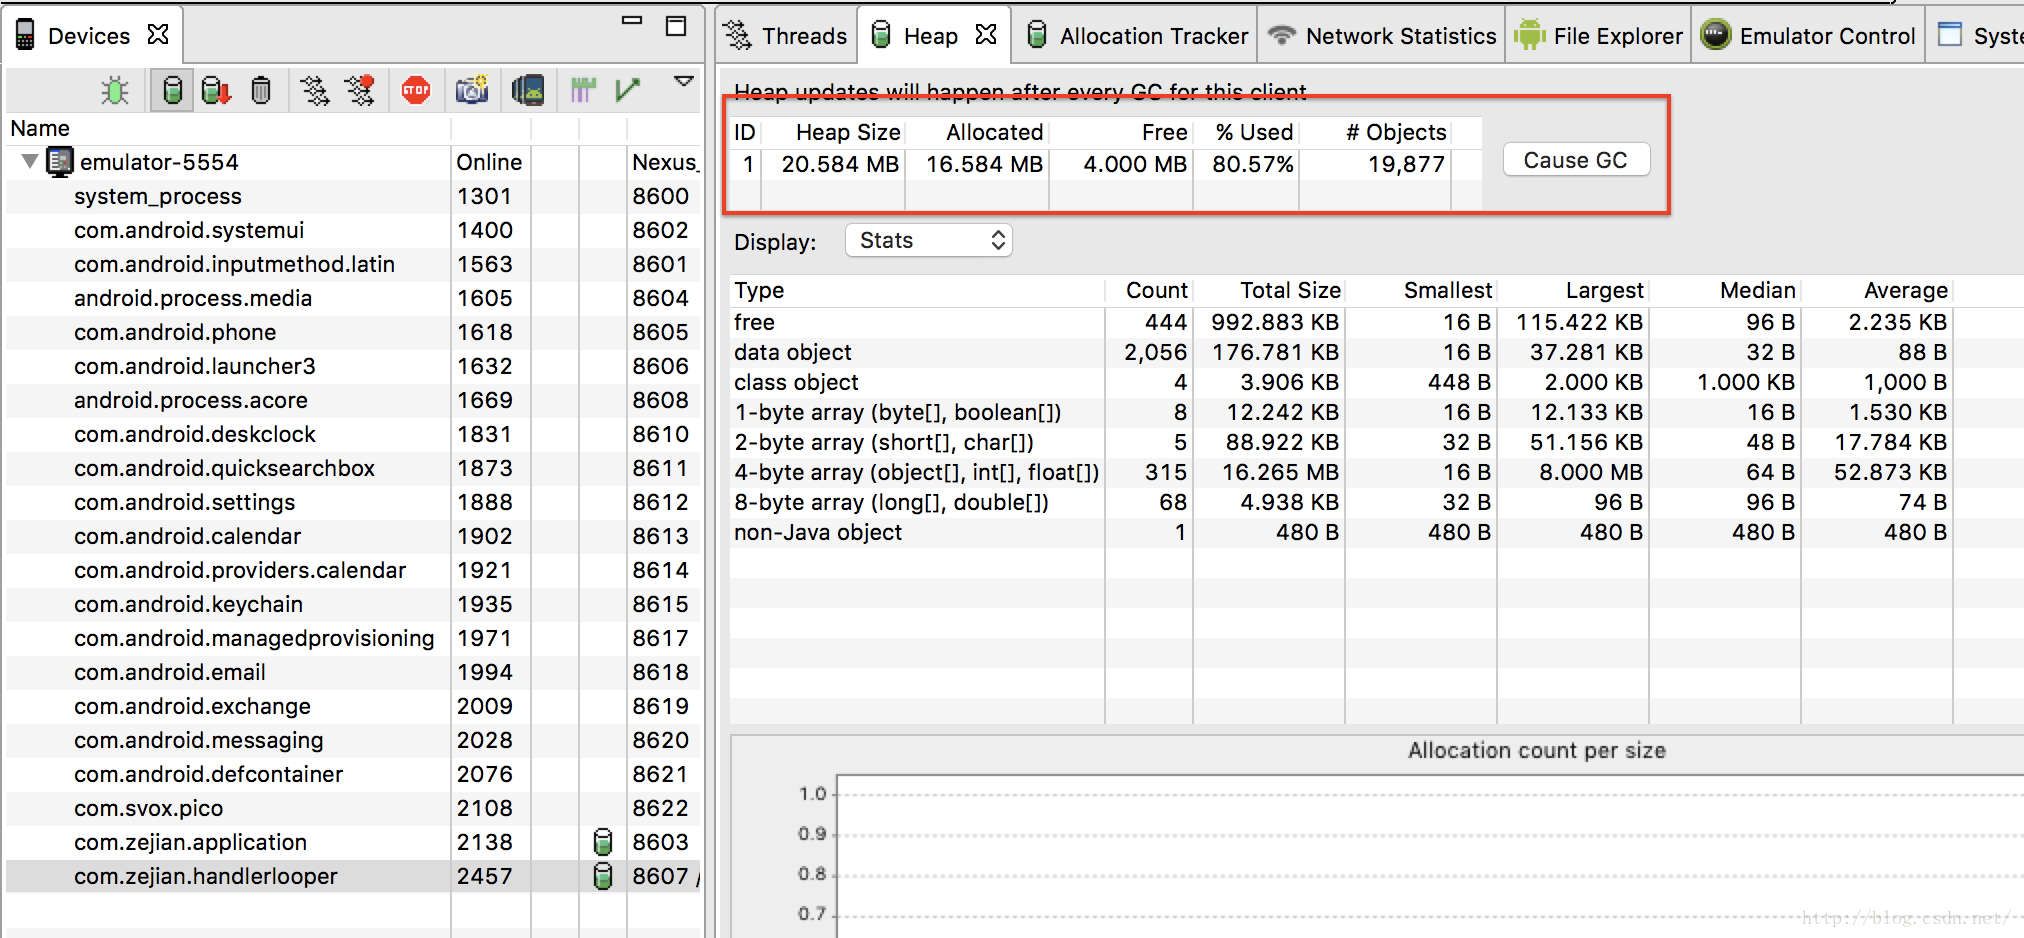 Devices
Name
emulator-5554 Online Nexus_
system_process 1301 8600
com.android.systemui 1400 8602
com.android.inputmethod.latin 1563 8601
android.process.media 1605 8604
com.android.phone 1618 8605
com.android.launcher3 1632 8606
android.process.acore 1669 8608
com.android.deskclock 1831 8610
com.android.quicksearchbox 1873 8611
com.android.settings 1888 8612
com.android.calendar 1902 8613
com.android.providers.calendar 1921 8614
com.android.keychain 1935 8615
com.android.managedprovisioning 1971 8617
com.android.email 1994 8618
com.android.exchange 2009 8619
com.android.messaging 2028 8620
com.android.defcontainer 2076 8621
com.svox.pico 2108 8622
com.zejian.application 2138 8603
com.zejian.handlerlooper 2457 8607 /
STOP
Threads Heap Allocation Tracker Network Statistics File Explorer Emulator Control Syste
Heap updates will happen after every GC for this client
ID Heap Size Allocated Free % Used # Objects
1 20.584 MB 16.584 MB 4.000 MB 80.57% 19,877
Cause GC
Display: Stats
Type Count Total Size Smallest Largest Median Average
free 444 992.883 KB 16 B 115.422 KB 96 B 2.235 KB
data object 2,056 176.781 KB 16 B 37.281 KB 32 B 88 B
class object 4 3.906 KB 448 B 2.000 KB 1.000 KB 1,000 B
1-byte array (byte[], boolean[]) 8 12.242 KB 16 B 12.133 KB 16 B 1.530 KB
2-byte array (short[], char[]) 5 88.922 KB 32 B 51.156 KB 48 B 17.784 KB
4-byte array (object[], int[], float[]) 315 16.265 MB 16 B 8.000 MB 64 B 52.873 KB
8-byte array (long[], double[]) 68 4.938 KB 32 B 96 B 96 B 74 B
non-Java object 1 480 B 480 B 480 B 480 B 480 B
Allocation count per size
1.0
0.9
0.8
0.7
http://blog.csdn.net/